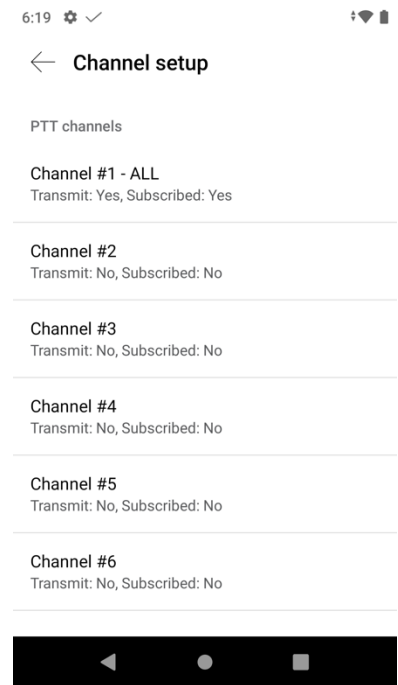 6:19
Channel setup
PTT channels
Channel #1 - ALL
Transmit: Yes, Subscribed: Yes
Channel #2
Transmit: No, Subscribed: No
Channel #3
Transmit: No, Subscribed: No
Channel #4
Transmit: No, Subscribed: No
Channel #5
Transmit: No, Subscribed: No
Channel #6
Transmit: No, Subscribed: No